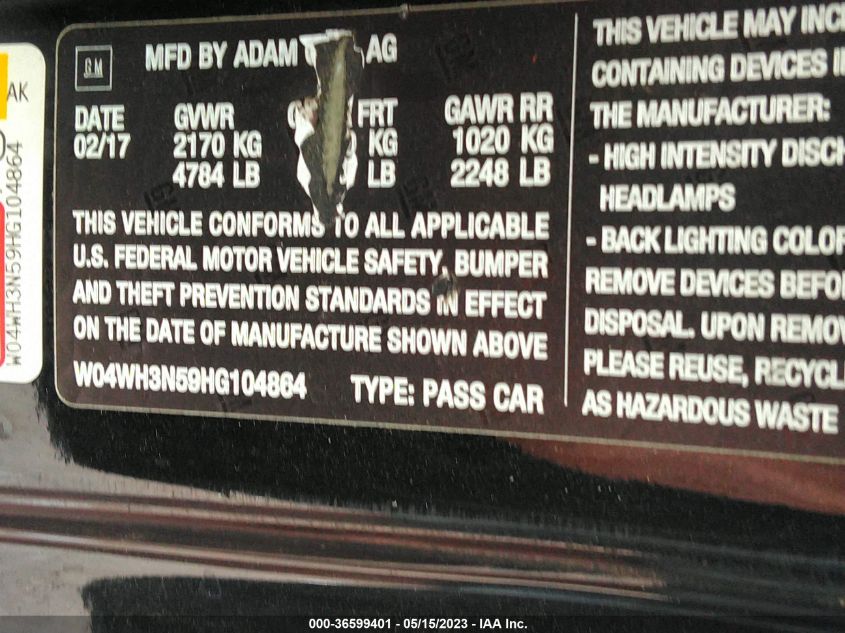 GM
MFD BY ADAM AG
DATE GVWR FRT GAWR RR
02/17 2170 KG KG 1020 KG
4784 LB LB 2248 LB
THIS VEHICLE CONFORMS TO ALL APPLICABLE
U.S. FEDERAL MOTOR VEHICLE SAFETY, BUMPER
AND THEFT PREVENTION STANDARDS IN EFFECT
ON THE DATE OF MANUFACTURE SHOWN ABOVE
W04WH3N59HG104864 TYPE: PASS CAR
THIS VEHICLE MAY INC
CONTAINING DEVICES I
THE MANUFACTURER:
- HIGH INTENSITY DISCH
HEADLAMPS
- BACK LIGHTING COLOR
REMOVE DEVICES BEFO
DISPOSAL. UPON REMOV
PLEASE REUSE, RECYCL
AS HAZARDOUS WASTE
AK
W04WH3N59HG104864
000-36599401 - 05/15/2023 - IAA Inc.